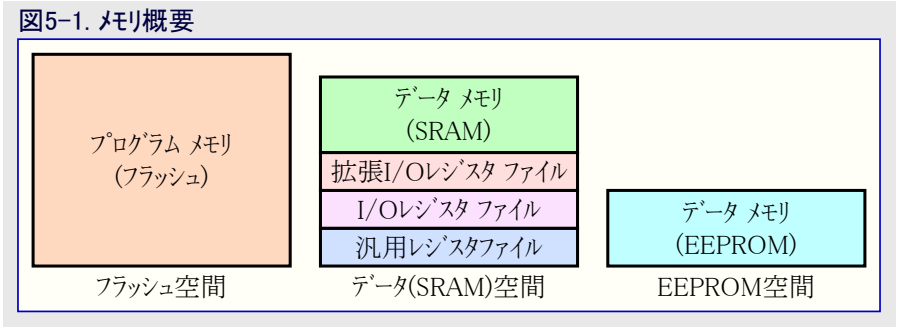 図5-1. メモリ概要
プログラム メモリ
(フラッシュ)
フラッシュ空間
データ メモリ
(SRAM)
拡張I/Oレジスタ ファイル
I/Oレジスタ ファイル
汎用レジスタファイル
データ(SRAM)空間
データ メモリ
(EEPROM)
EEPROM空間